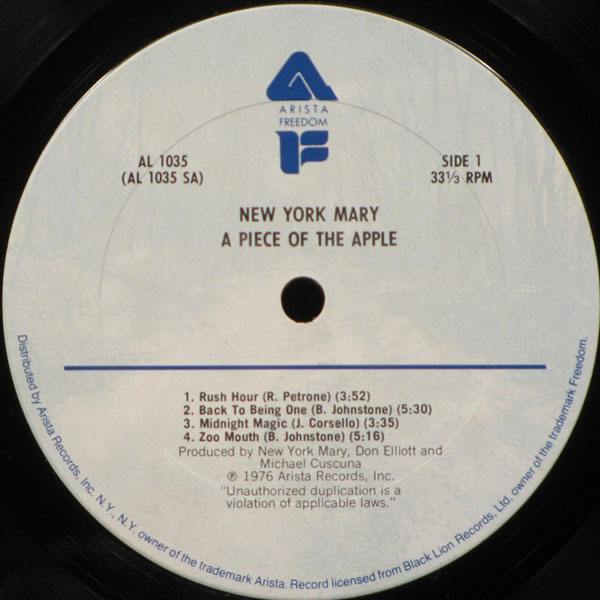 ARISTA
FREEDOM
AL 1035
(AL 1035 SA)
SIDE 1
33⅓ RPM
NEW YORK MARY
A PIECE OF THE APPLE
1. Rush Hour (R. Petrone) (3:52)
2. Back To Being One (B. Johnstone) (5:30)
3. Midnight Magic (J. Corsello) (3:35)
4. Zoo Mouth (B. Johnstone) (5:16)
Produced by New York Mary, Don Elliott and
Michael Cuscuna
℗ 1976 Arista Records, Inc.
"Unauthorized duplication is a
violation of applicable laws."
Distributed by Arista Records, Inc. N.Y., N.Y. owner of the trademark Arista. Record licensed from Black Lion Records, Ltd. owner of the trademark Freedom.